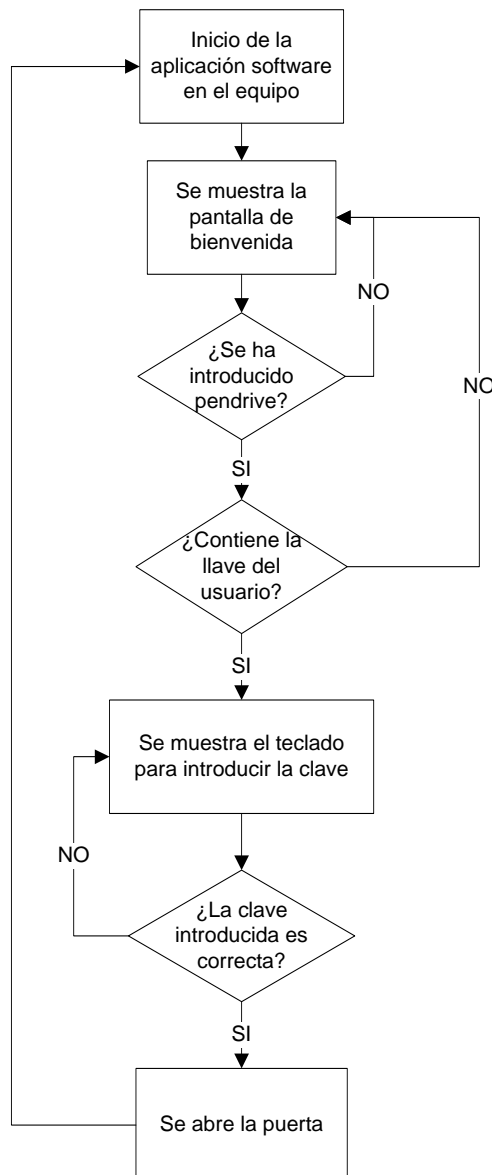 Inicio de la
aplicación software
en el equipo
Se muestra la
pantalla de
bienvenida
NO
¿Se ha
introducido
pendrive?
NO
SI
¿Contiene la
llave del
usuario?
SI
Se muestra el teclado
para introducir la clave
NO
¿La clave
introducida es
correcta?
SI
Se abre la puerta